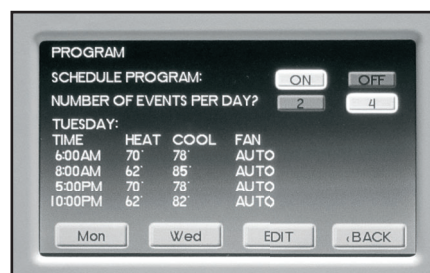 PROGRAM
SCHEDULE PROGRAM: ON OFF
NUMBER OF EVENTS PER DAY? 2 4
TUESDAY:
TIME HEAT COOL FAN
6:00AM 70° 78° AUTO
8:00AM 62° 85° AUTO
5:00PM 70° 78° AUTO
10:00PM 62° 82° AUTO
Mon Wed EDIT ‹BACK